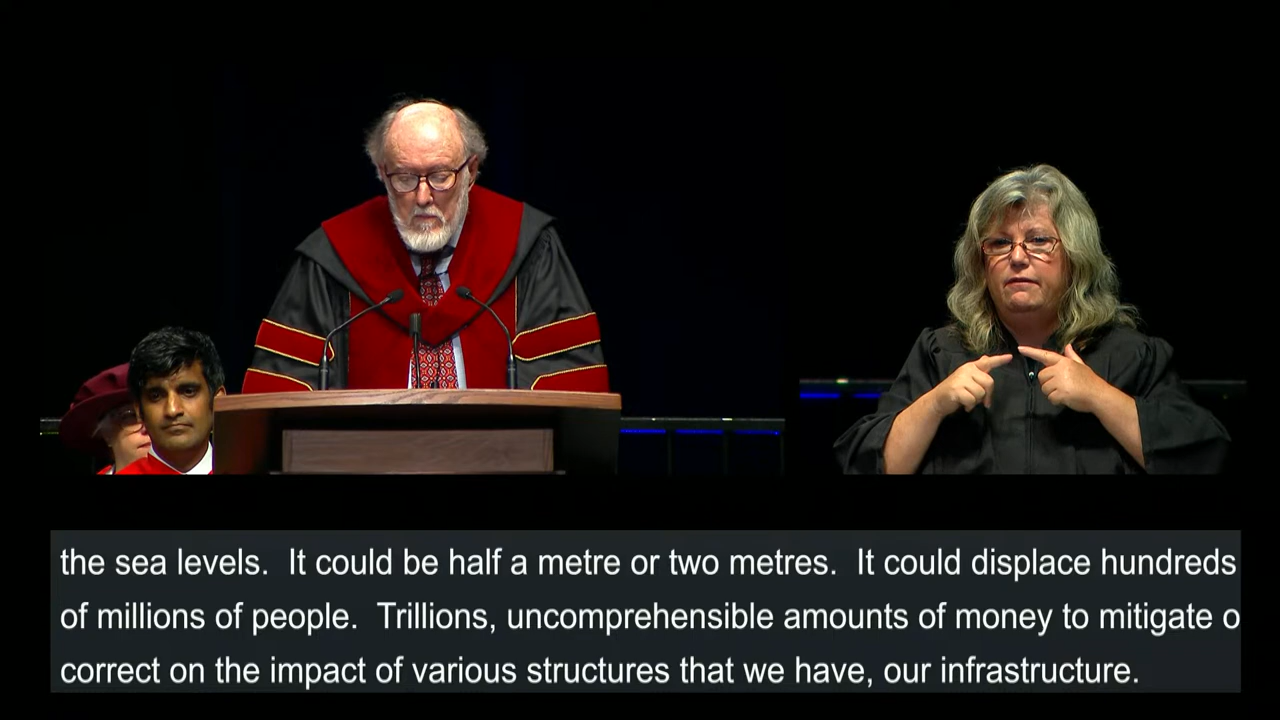 the sea levels.  It could be half a metre or two metres.  It could displace hundreds
of millions of people.  Trillions, uncomprehensible amounts of money to mitigate o
correct on the impact of various structures that we have, our infrastructure.